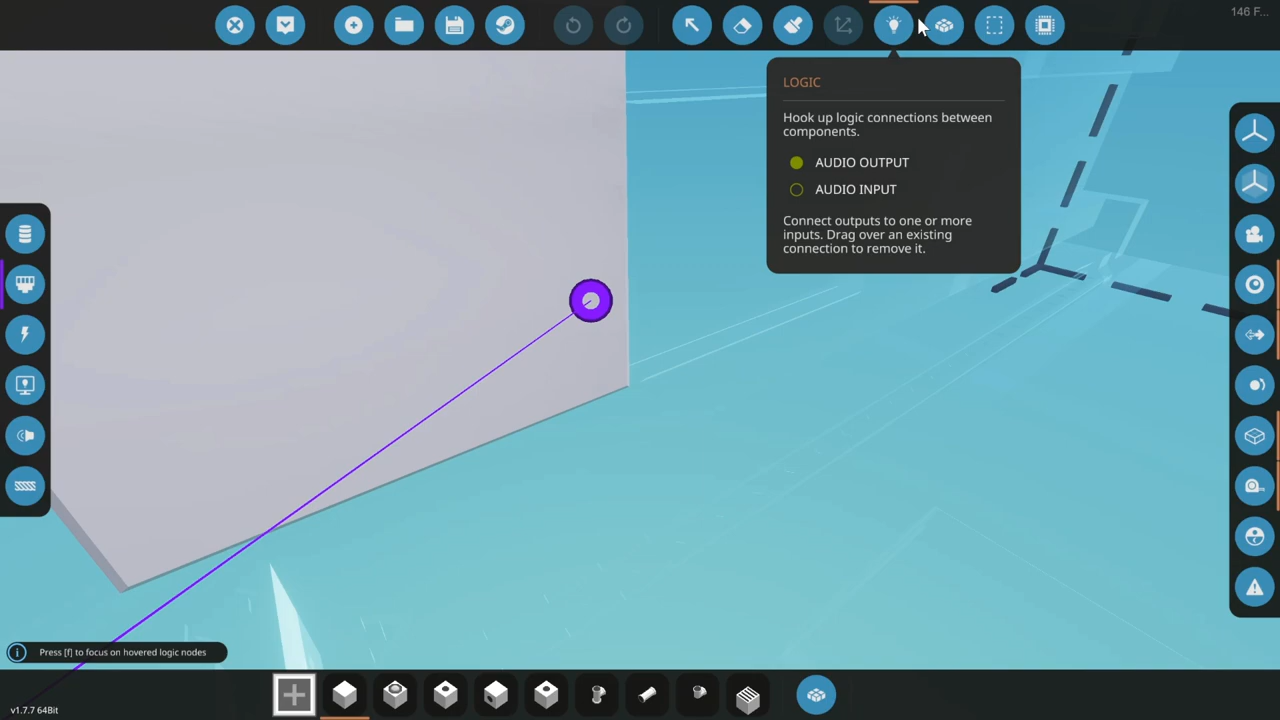 146 F...
LOGIC
Hook up logic connections between
components.
AUDIO OUTPUT
AUDIO INPUT
Connect outputs to one or more
inputs. Drag over an existing
connection to remove it.
Press [f] to focus on hovered logic nodes
v1.7.7 64Bit